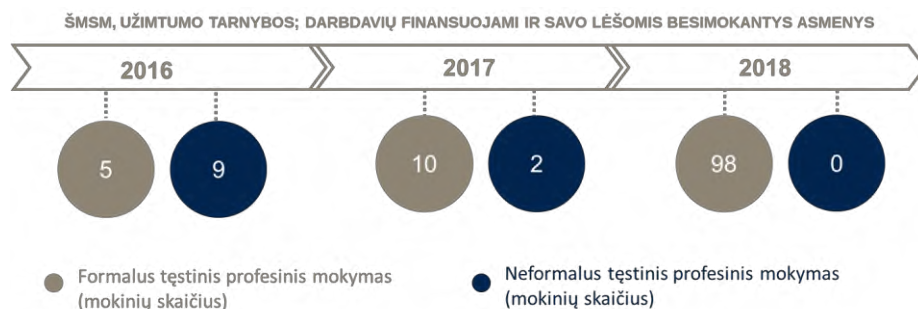 ŠMSM, UŽIMTUMO TARNYBOS; DARBDAVIŲ FINANSUOJAMI IR SAVO LĖŠOMIS BESIMOKANTYS ASMENYS
2016 2017 2018
5 9 10 2 98 0
Formalus tęstinis profesinis mokymas
(mokinių skaičius)
Neformalus tęstinis profesinis mokymas
(mokinių skaičius)